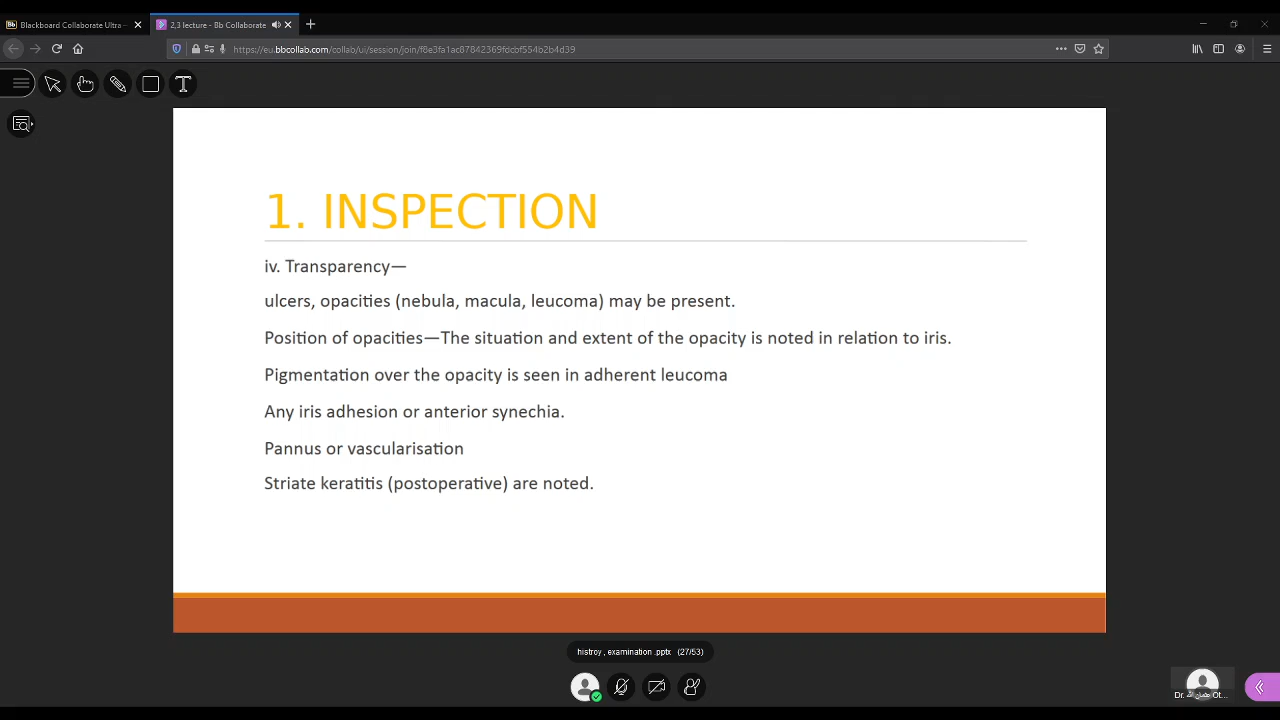 Blackboard Collaborate Ultra –
2,3 lecture - Bb Collaborate
https://eu.bbcollab.com/collab/ui/session/join/f8e3fa1ac87842369fdcbf554b2b4d39
1. INSPECTION
iv. Transparency—
ulcers, opacities (nebula, macula, leucoma) may be present.
Position of opacities—The situation and extent of the opacity is noted in relation to iris.
Pigmentation over the opacity is seen in adherent leucoma
Any iris adhesion or anterior synechia.
Pannus or vascularisation
Striate keratitis (postoperative) are noted.
histroy , examination .pptx (27/53)
Dr. Ot...